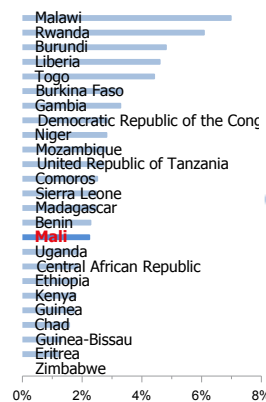 Malawi
Rwanda
Burundi
Liberia
Togo
Burkina Faso
Gambia
Democratic Republic of the Cong
Niger
Mozambique
United Republic of Tanzania
Comoros
Sierra Leone
Madagascar
Benin
Mali
Uganda
Central African Republic
Ethiopia
Kenya
Guinea
Chad
Guinea-Bissau
Eritrea
Zimbabwe
0% 2% 4% 6% 8%